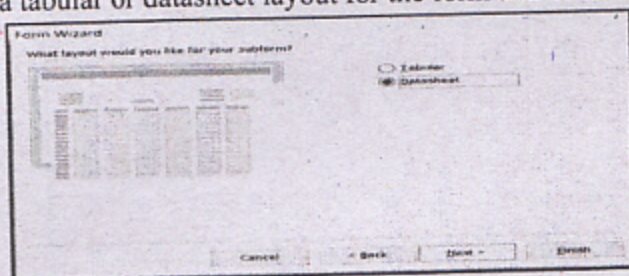 a tabular or datasheet layout for the form
Form Wizard
What layout would you like for your subform?
Tabular
Datasheet
Cancel
< Back
Next >
Finish